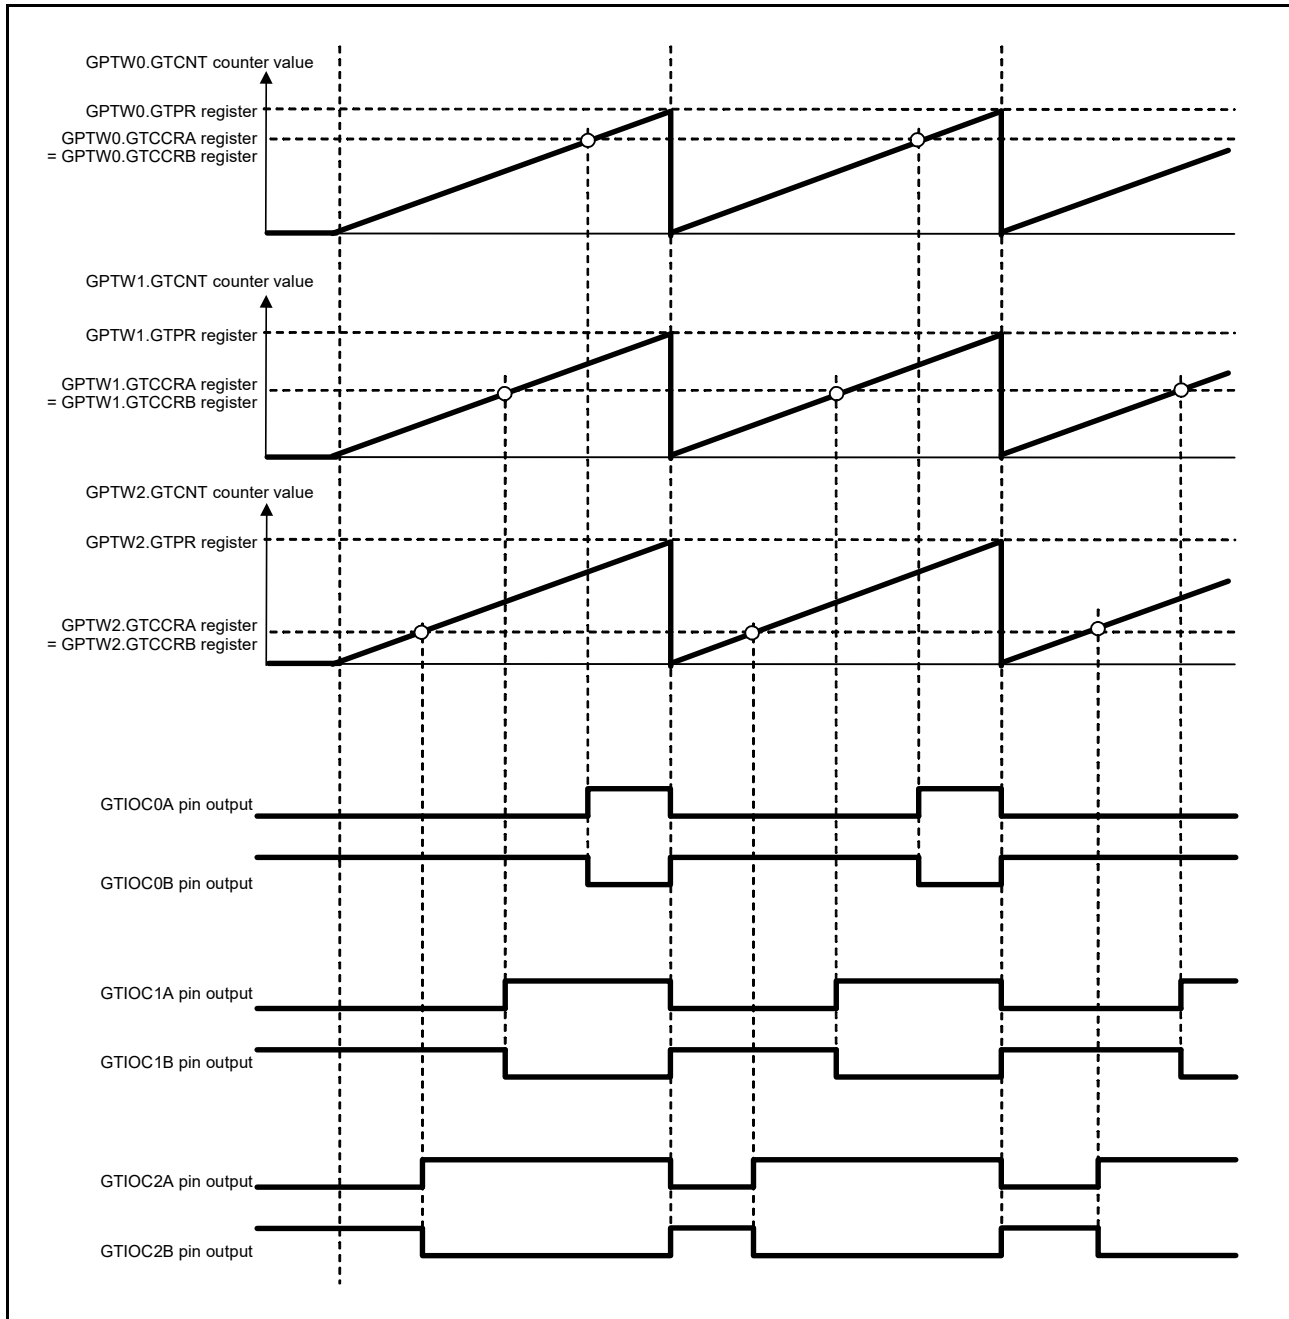 GPTW0.GTCNT counter value
GPTW0.GTPR register
GPTW0.GTCCRA register
= GPTW0.GTCCRB register
GPTW1.GTCNT counter value
GPTW1.GTPR register
GPTW1.GTCCRA register
= GPTW1.GTCCRB register
GPTW2.GTCNT counter value
GPTW2.GTPR register
GPTW2.GTCCRA register
= GPTW2.GTCCRB register
GTIOC0A pin output
GTIOC0B pin output
GTIOC1A pin output
GTIOC1B pin output
GTIOC2A pin output
GTIOC2B pin output